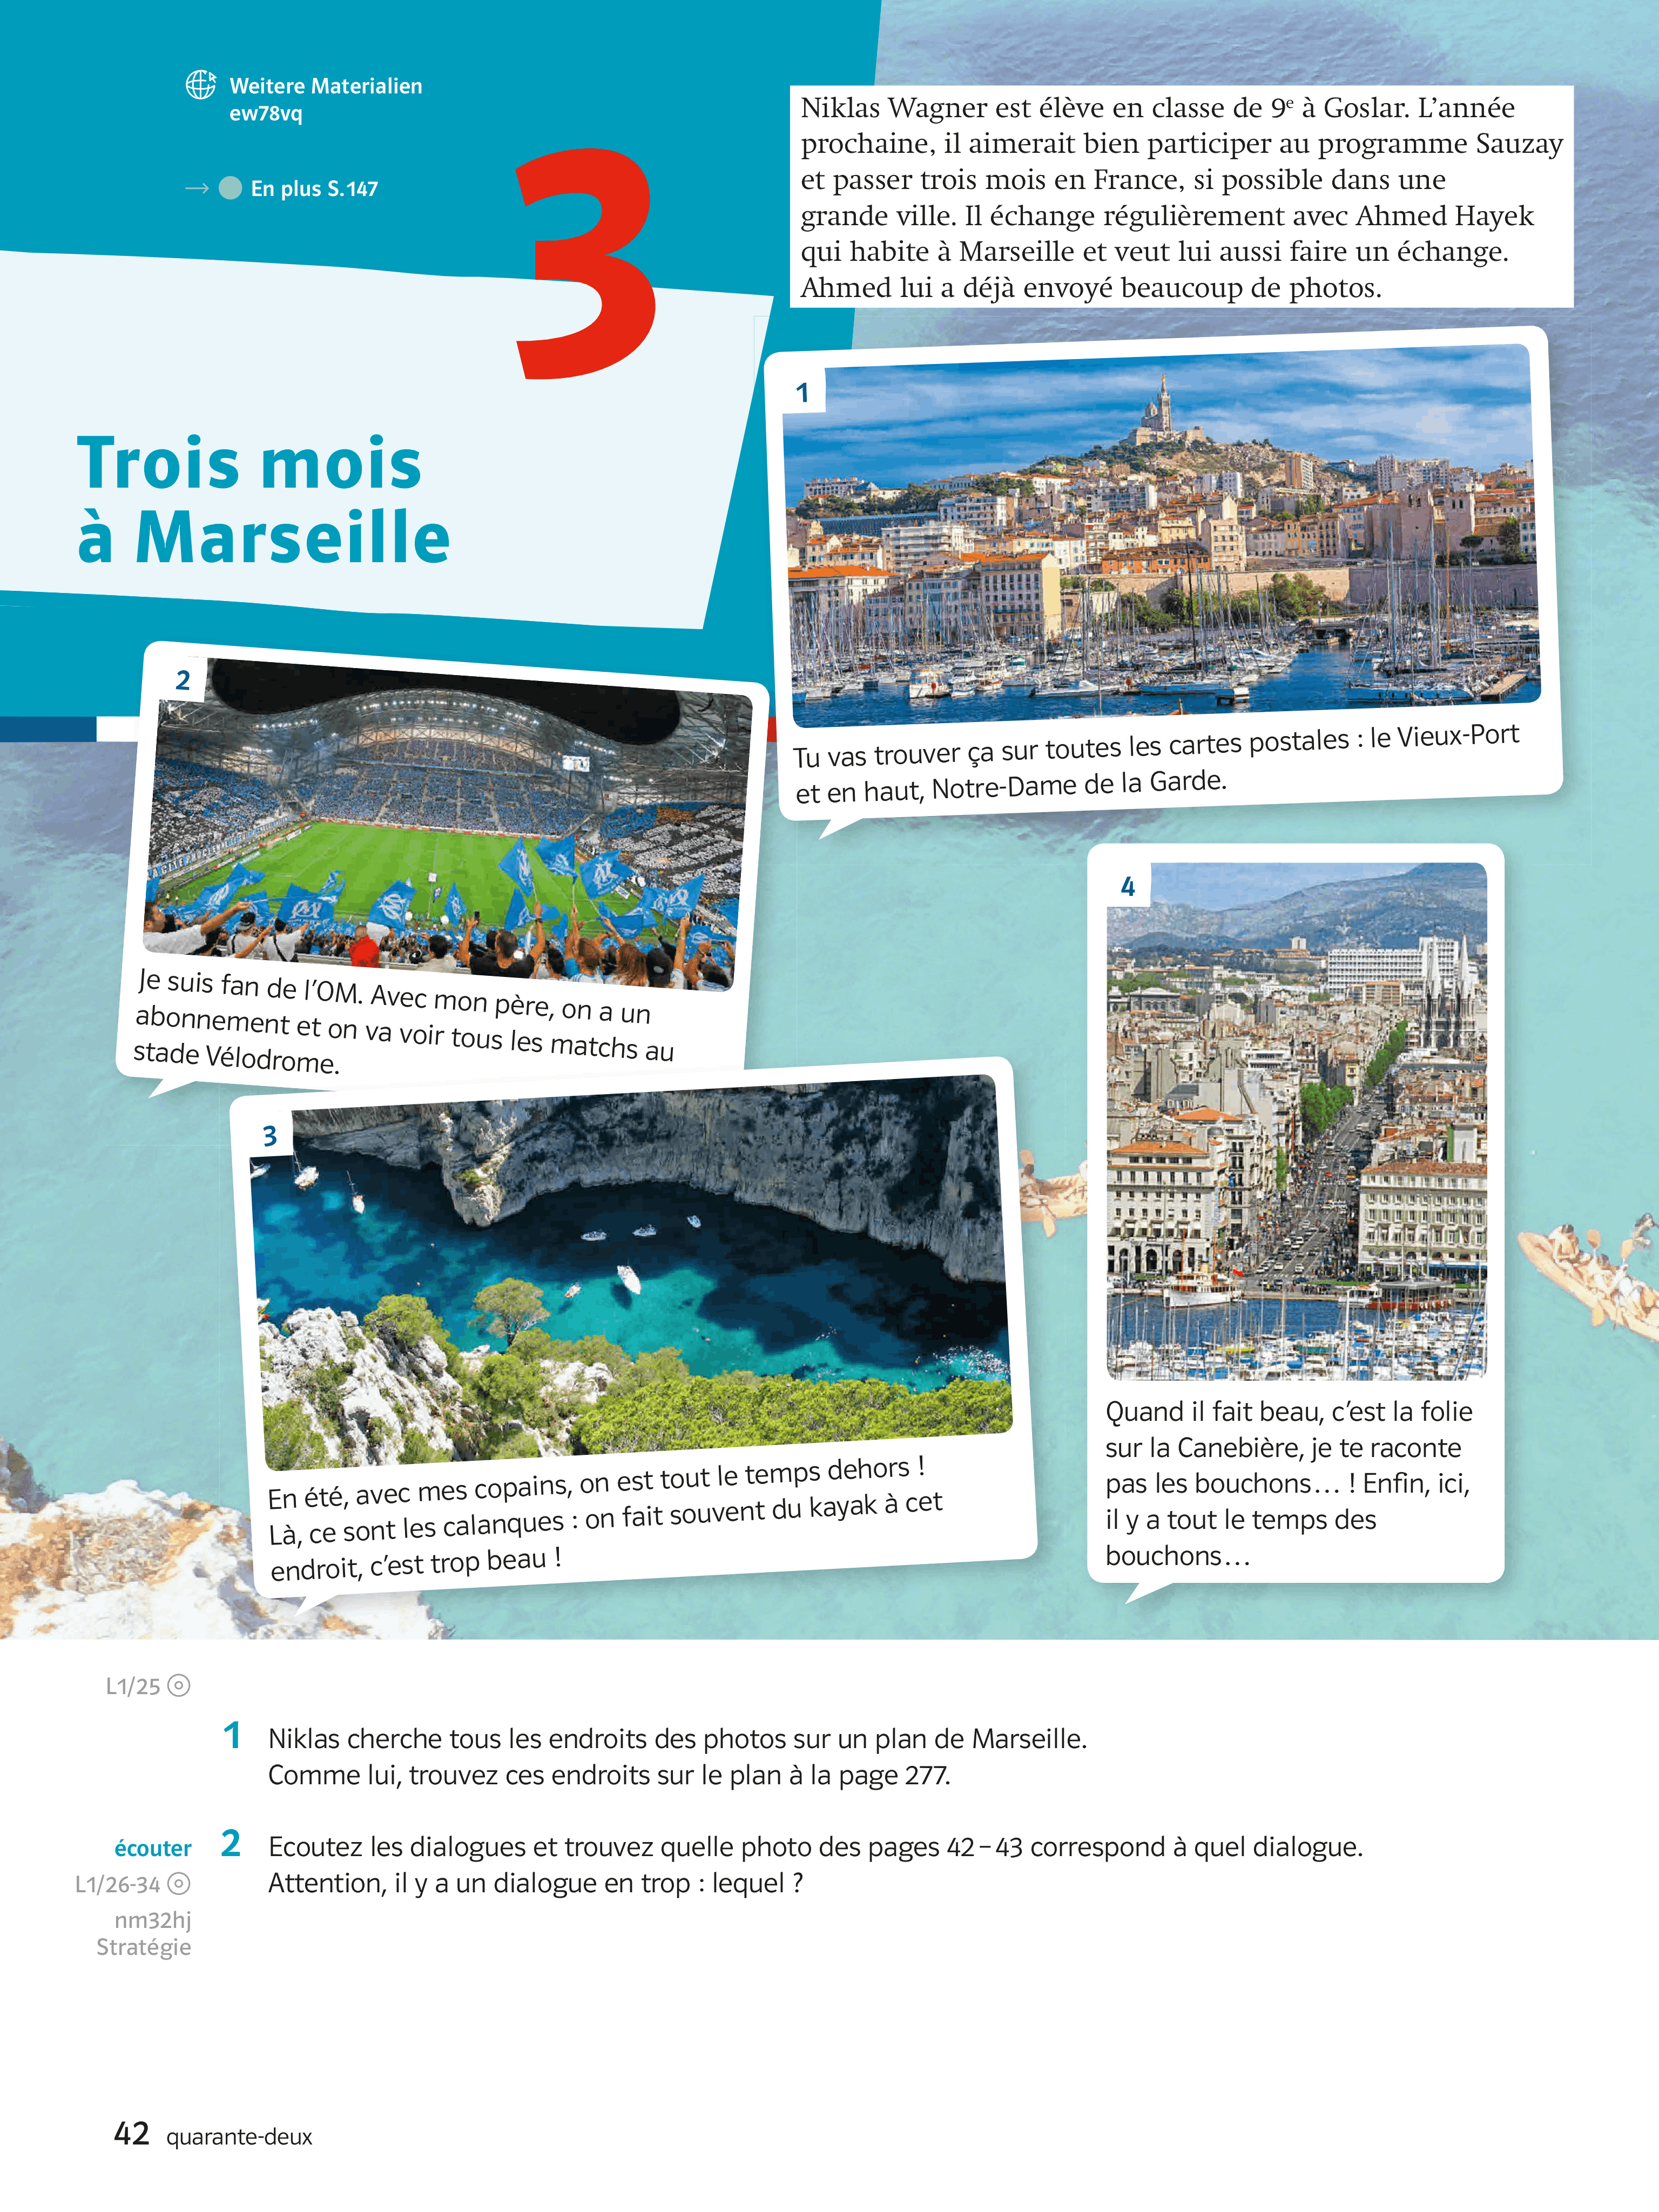 Weitere Materialien
ew78vq
→ En plus S. 147
3
Trois mois
à Marseille
Niklas Wagner est élève en classe de 9e à Goslar. L’année
prochaine, il aimerait bien participer au programme Sauzay
et passer trois mois en France, si possible dans une
grande ville. Il échange régulièrement avec Ahmed Hayek
qui habite à Marseille et veut lui aussi faire un échange.
Ahmed lui a déjà envoyé beaucoup de photos.
1
Tu vas trouver ça sur toutes les cartes postales : le Vieux-Port
et en haut, Notre-Dame de la Garde.
2
Je suis fan de l’OM. Avec mon père, on a un
abonnement et on va voir tous les matchs au
stade Vélodrome.
3
En été, avec mes copains, on est tout le temps dehors !
Là, ce sont les calanques : on fait souvent du kayak à cet
endroit, c’est trop beau !
4
Quand il fait beau, c’est la folie
sur la Canebière, je te raconte
pas les bouchons… ! Enfin, ici,
il y a tout le temps des
bouchons…
L1/25
1 Niklas cherche tous les endroits des photos sur un plan de Marseille.
Comme lui, trouvez ces endroits sur le plan à la page 277.
écouter
L1/26-34
nm32hj
Stratégie
2 Ecoutez les dialogues et trouvez quelle photo des pages 42 – 43 correspond à quel dialogue.
Attention, il y a un dialogue en trop : lequel ?
42 quarante-deux